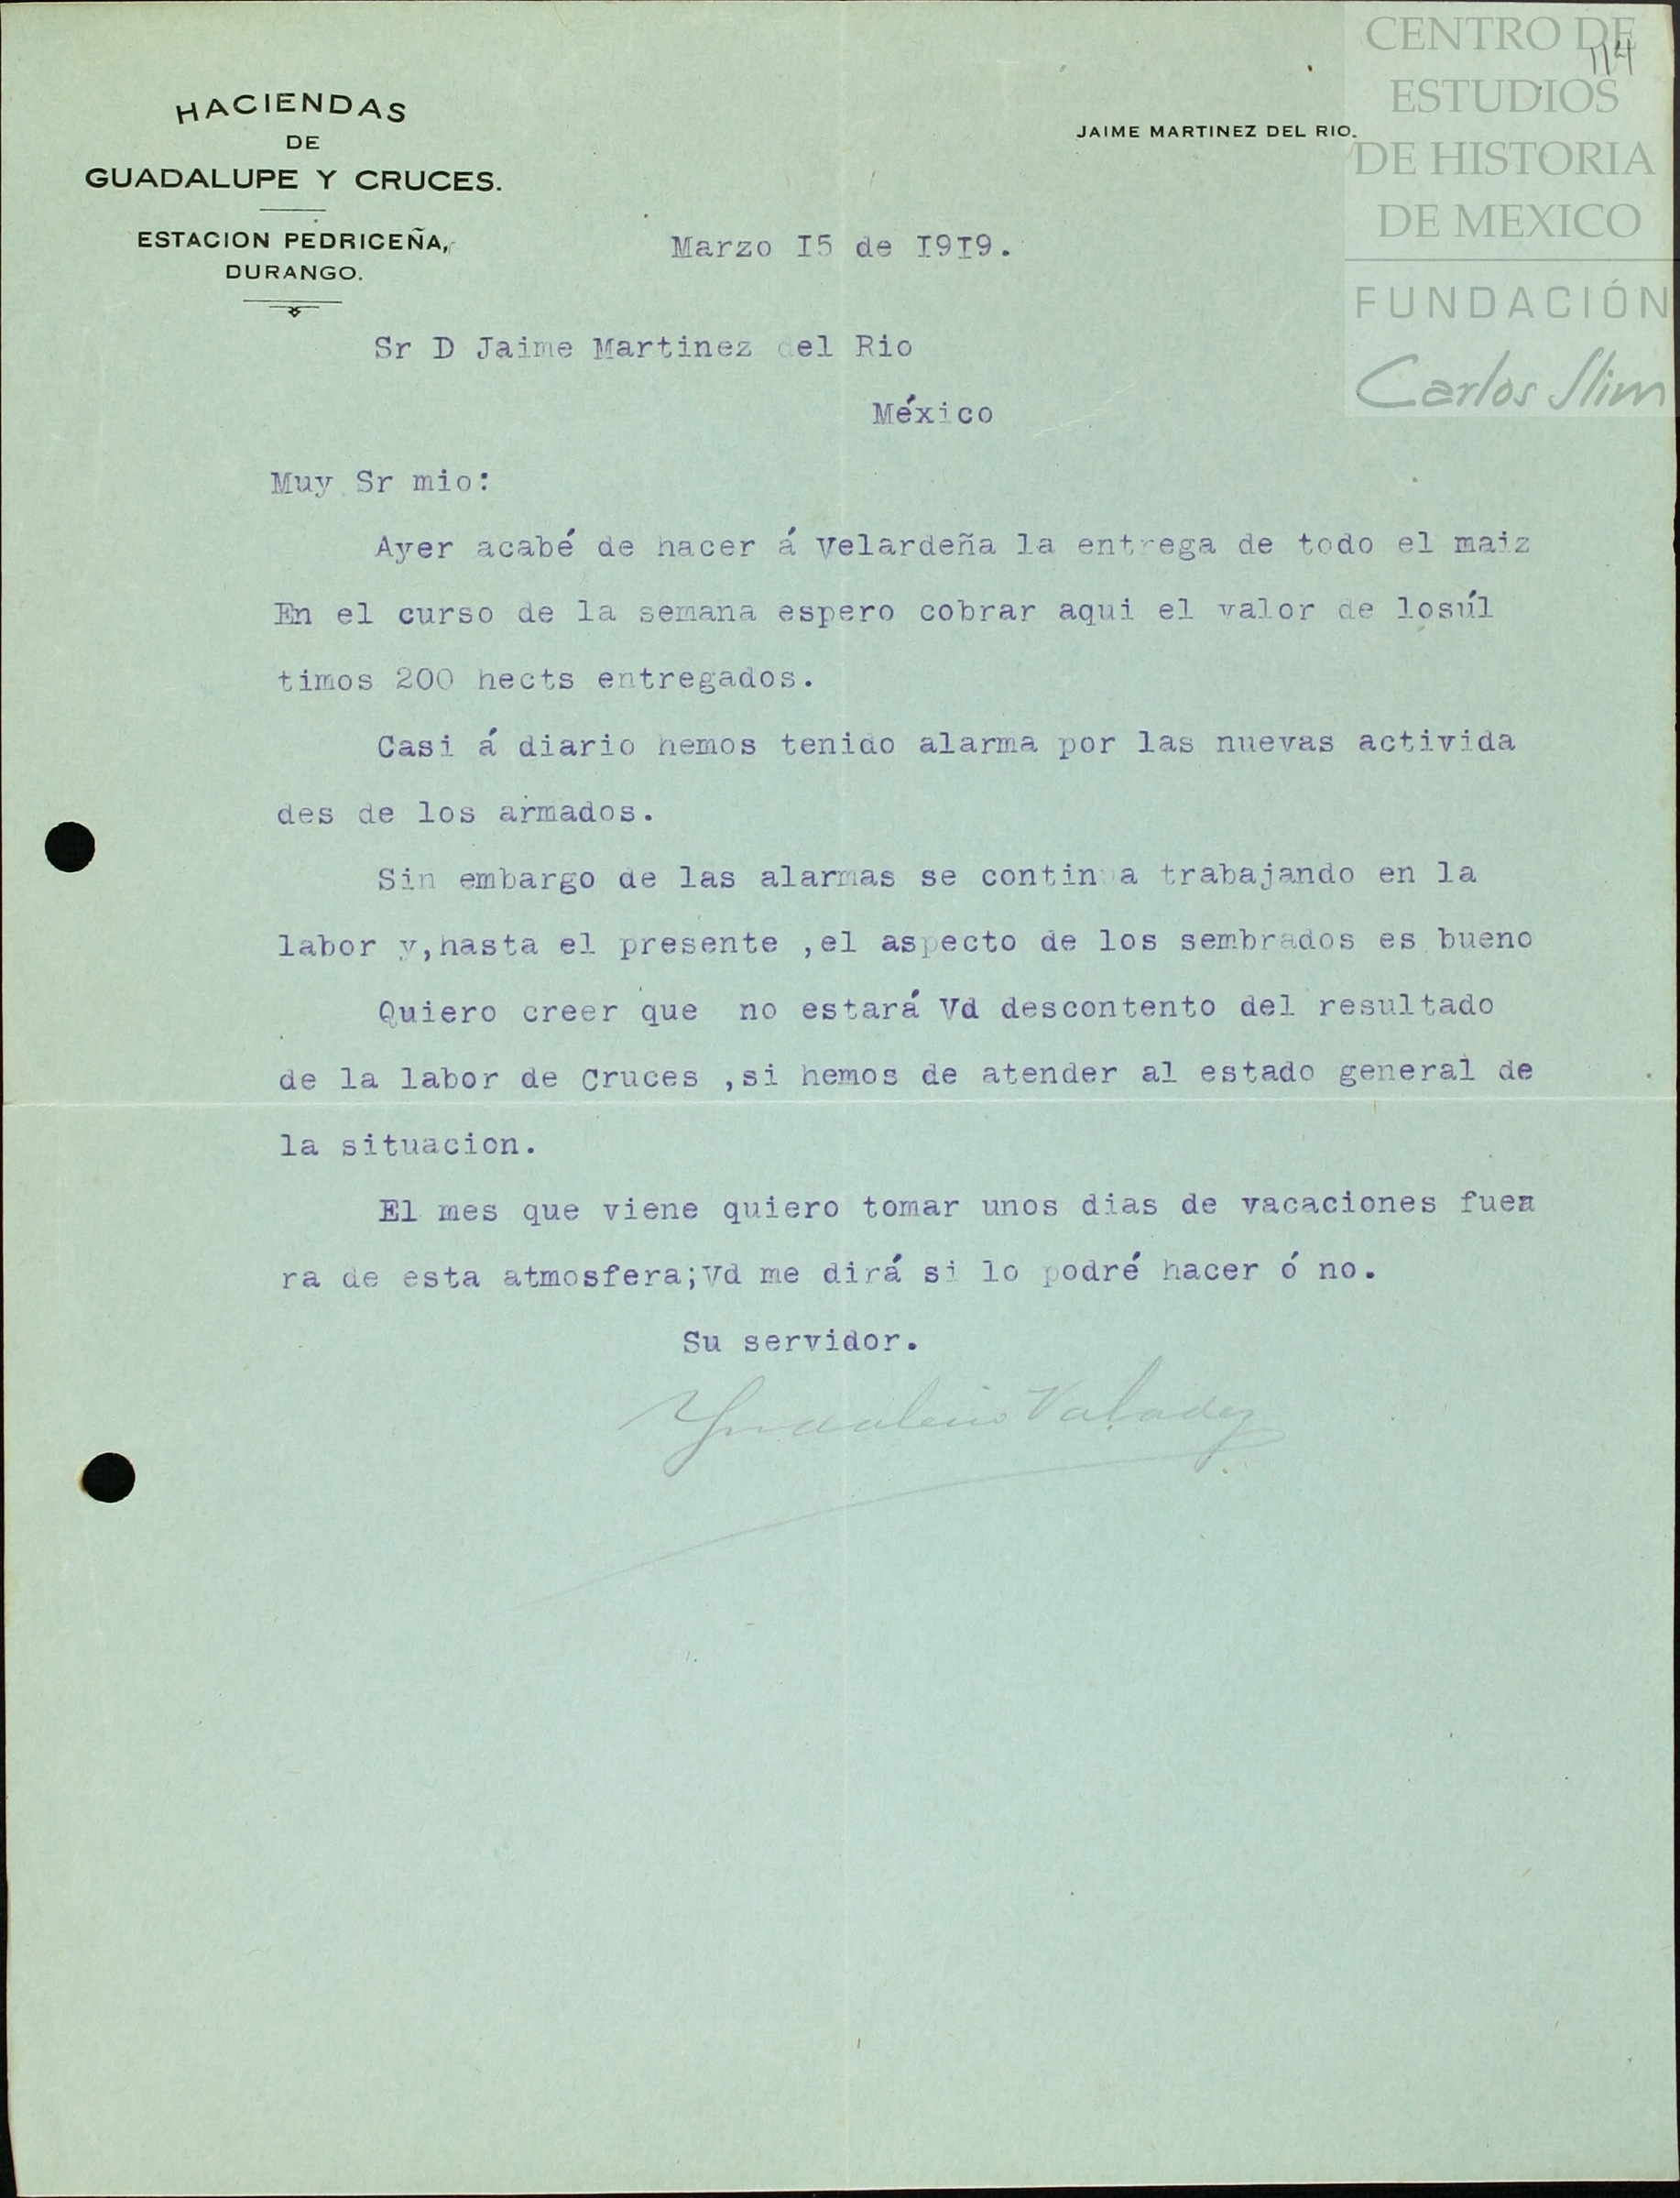 HACIENDAS
DE
GUADALUPE Y CRUCES.
ESTACION PEDRICEÑA,
DURANGO.
JAIME MARTINEZ DEL RIO.
114
CENTRO DE
ESTUDIOS
DE HISTORIA
DE MEXICO
FUNDACIÓN
Carlos Slim
Marzo I5 de I9I9.
Sr D Jaime Martinez del Rio
México
Muy Sr mio:
Ayer acabé de hacer á Velardeña la entrega de todo el maiz
En el curso de la semana espero cobrar aqui el valor de losúl
timos 200 hects entregados.
Casi á diario hemos tenido alarma por las nuevas activida
des de los armados.
Sin embargo de las alarmas se continua trabajando en la
labor y,hasta el presente ,el aspecto de los sembrados es bueno
Quiero creer que no estará Vd descontento del resultado
de la labor de Cruces ,si hemos de atender al estado general de
la situacion.
El mes que viene quiero tomar unos dias de vacaciones fue
ra de esta atmosfera;Vd me dirá si lo podré hacer ó no.
Su servidor.
Valadez